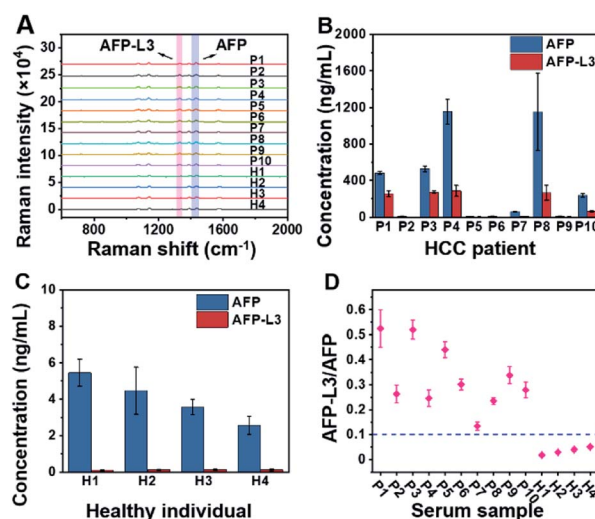 A
AFP-L3
AFP
Raman intensity (×10⁴)
30
25
20
15
10
5
0
P1
P2
P3
P4
P5
P6
P7
P8
P9
P10
H1
H2
H3
H4
800
1200
1600
2000
Raman shift (cm⁻¹)
B
AFP
AFP-L3
Concentration (ng/mL)
2000
1600
1200
800
400
0
P1 P2 P3 P4 P5 P6 P7 P8 P9 P10
HCC patient
C
AFP
AFP-L3
Concentration (ng/mL)
10
8
6
4
2
0
H1 H2 H3 H4
Healthy individual
D
AFP-L3/AFP
0.6
0.5
0.4
0.3
0.2
0.1
0.0
P1 P2 P3 P4 P5 P6 P7 P8 P9 P10 H1 H2 H3 H4
Serum sample